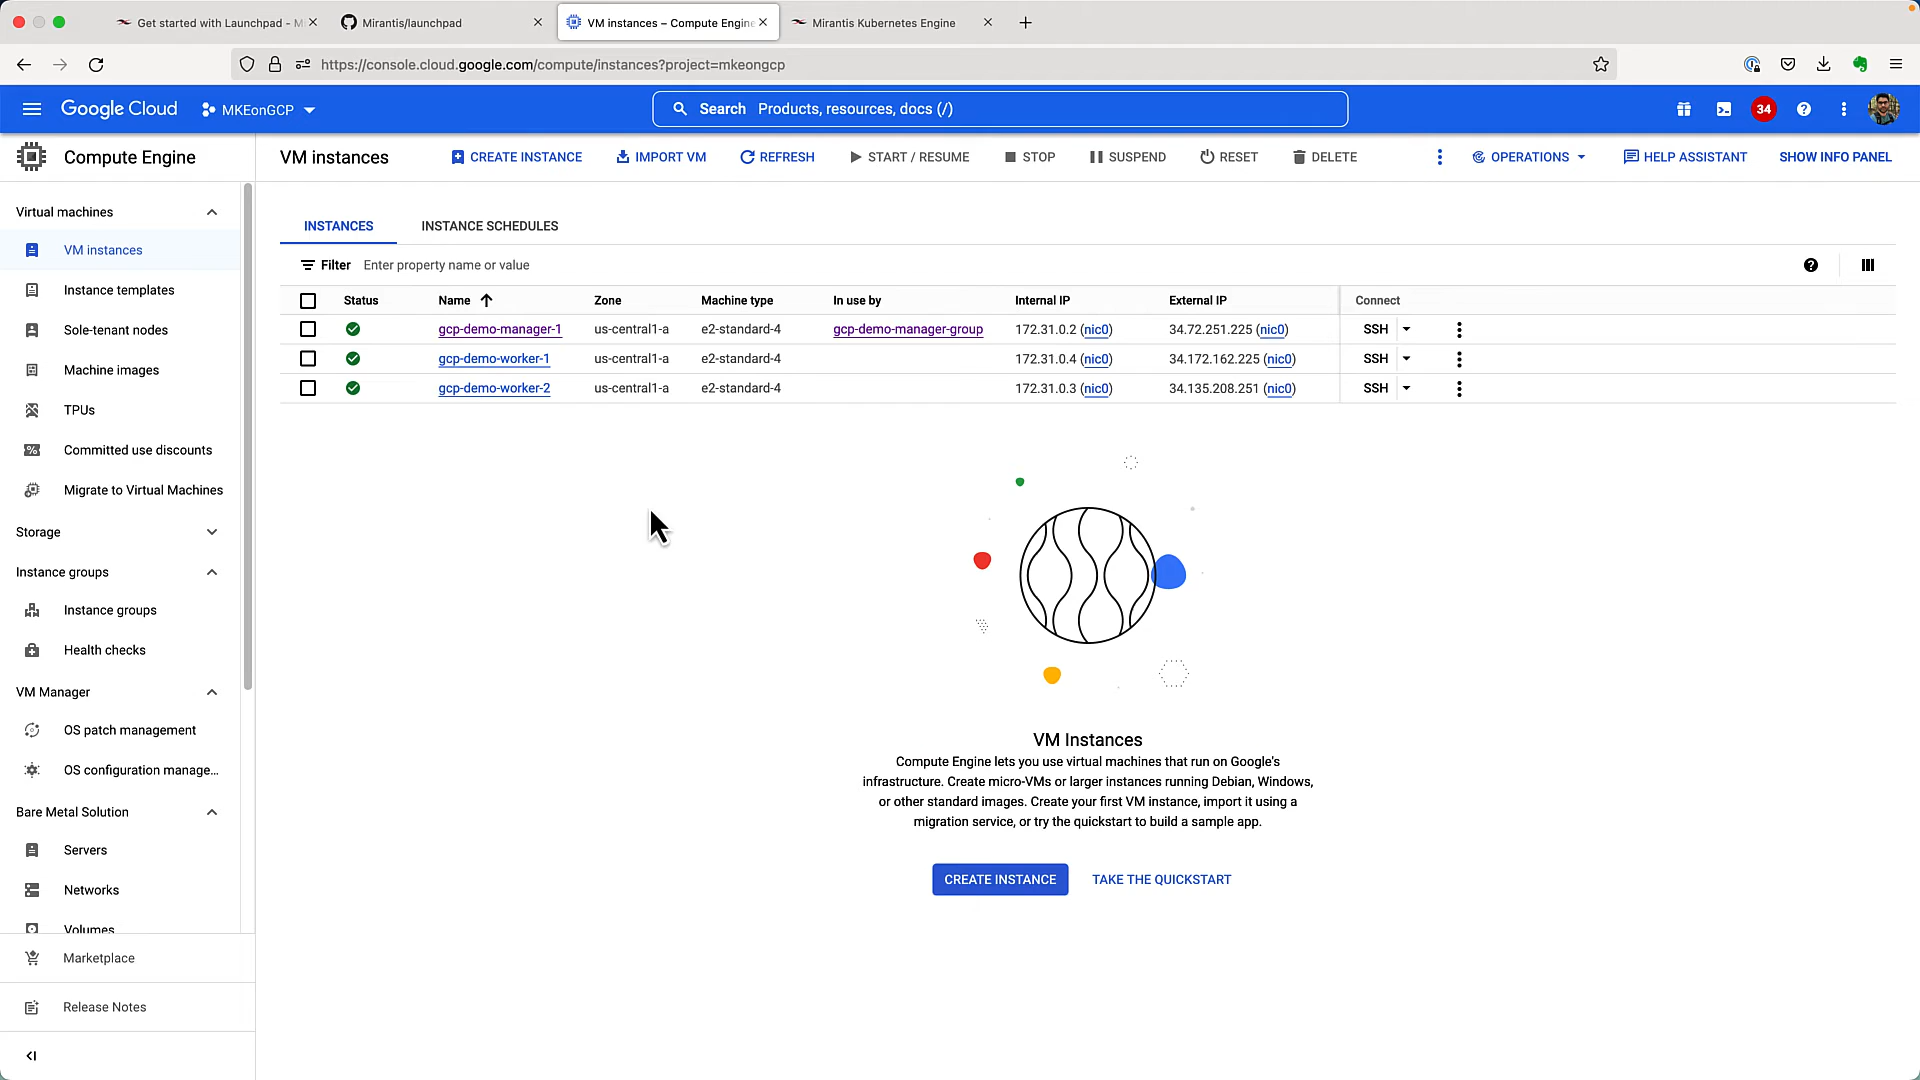 Get started with Launchpad - M
Mirantis/launchpad
VM instances – Compute Engine
Mirantis Kubernetes Engine
https://console.cloud.google.com/compute/instances?project=mkeongcp
Google Cloud
MKEonGCP
Search Products, resources, docs (/)
34
Compute Engine
VM instances
CREATE INSTANCE
IMPORT VM
REFRESH
START / RESUME
STOP
SUSPEND
RESET
DELETE
OPERATIONS
HELP ASSISTANT
SHOW INFO PANEL
Virtual machines
VM instances
Instance templates
Sole-tenant nodes
Machine images
TPUs
Committed use discounts
Migrate to Virtual Machines
Storage
Instance groups
Instance groups
Health checks
VM Manager
OS patch management
OS configuration manage...
Bare Metal Solution
Servers
Networks
Volumes
Marketplace
Release Notes
INSTANCES
INSTANCE SCHEDULES
Filter Enter property name or value
Status Name Zone Machine type In use by Internal IP External IP Connect
gcp-demo-manager-1 us-central1-a e2-standard-4 gcp-demo-manager-group 172.31.0.2 (nic0) 34.72.251.225 (nic0) SSH
gcp-demo-worker-1 us-central1-a e2-standard-4 172.31.0.4 (nic0) 34.172.162.225 (nic0) SSH
gcp-demo-worker-2 us-central1-a e2-standard-4 172.31.0.3 (nic0) 34.135.208.251 (nic0) SSH
VM Instances
Compute Engine lets you use virtual machines that run on Google's
infrastructure. Create micro-VMs or larger instances running Debian, Windows,
or other standard images. Create your first VM instance, import it using a
migration service, or try the quickstart to build a sample app.
CREATE INSTANCE
TAKE THE QUICKSTART